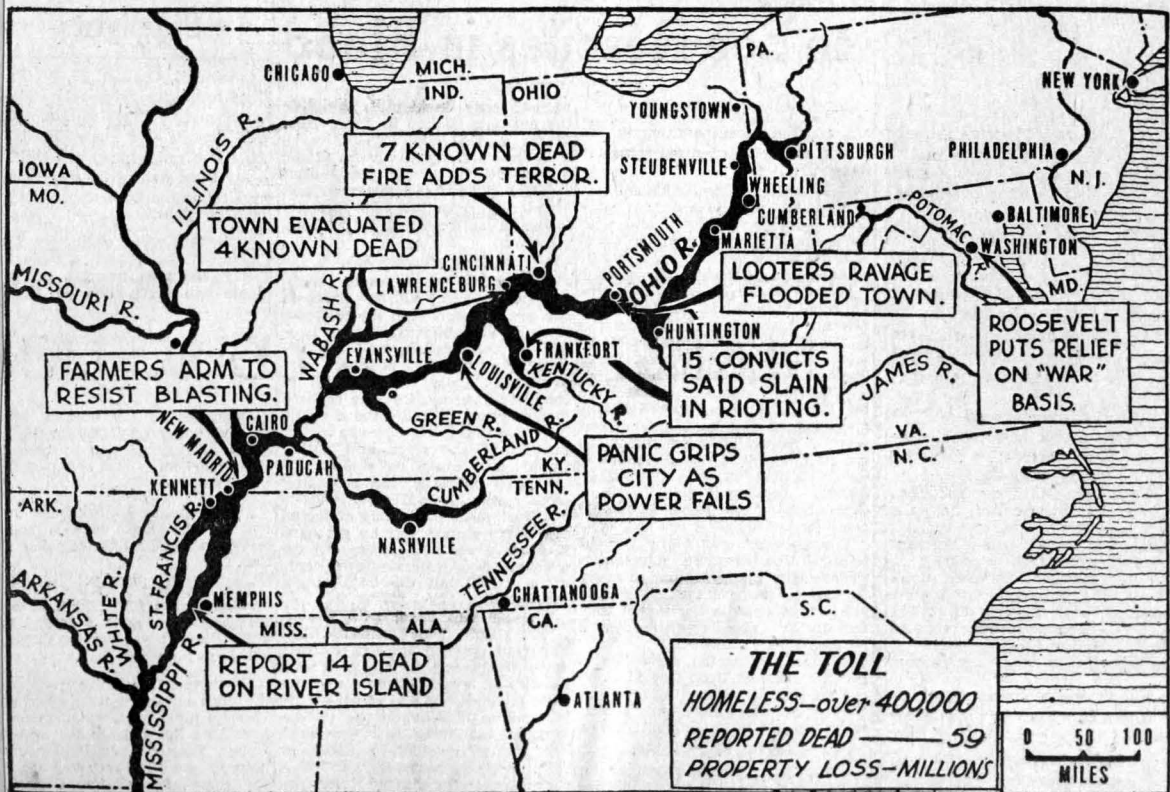 CHICAGO
MICH.
IND.
OHIO
PA.
NEW YORK
YOUNGSTOWN
7 KNOWN DEAD
FIRE ADDS TERROR.
STEUBENVILLE
PITTSBURGH
PHILADELPHIA
N.J.
IOWA
MO.
ILLINOIS R.
WHEELING
TOWN EVACUATED
4 KNOWN DEAD
CUMBERLAND
POTOMAC
R.
BALTIMORE
MARIETTA
WASHINGTON
MD.
CINCINNATI
PORTSMOUTH
OHIO R.
LAWRENCEBURG
LOOTERS RAVAGE
FLOODED TOWN.
MISSOURI R.
WABASH R.
HUNTINGTON
ROOSEVELT
PUTS RELIEF
ON "WAR"
BASIS.
EVANSVILLE
FRANKFORT
FARMERS ARM TO
RESIST BLASTING.
LOUISVILLE
KENTUCKY R.
15 CONVICTS
SAID SLAIN
IN RIOTING.
JAMES R.
GREEN R.
NEW MADRID
CAIRO
PADUCAH
CUMBERLAND R.
VA.
N.C.
PANIC GRIPS
CITY AS
POWER FAILS
KENNETT
KY.
TENN.
ARK.
ST. FRANCIS R.
NASHVILLE
TENNESSEE R.
WHITE R.
ARKANSAS R.
MEMPHIS
CHATTANOOGA
MISS.
ALA.
GA.
S.C.
MISSISSIPPI R.
REPORT 14 DEAD
ON RIVER ISLAND
ATLANTA
THE TOLL
HOMELESS—over 400,000
REPORTED DEAD — 59
PROPERTY LOSS—MILLIONS
0 50 100
MILES